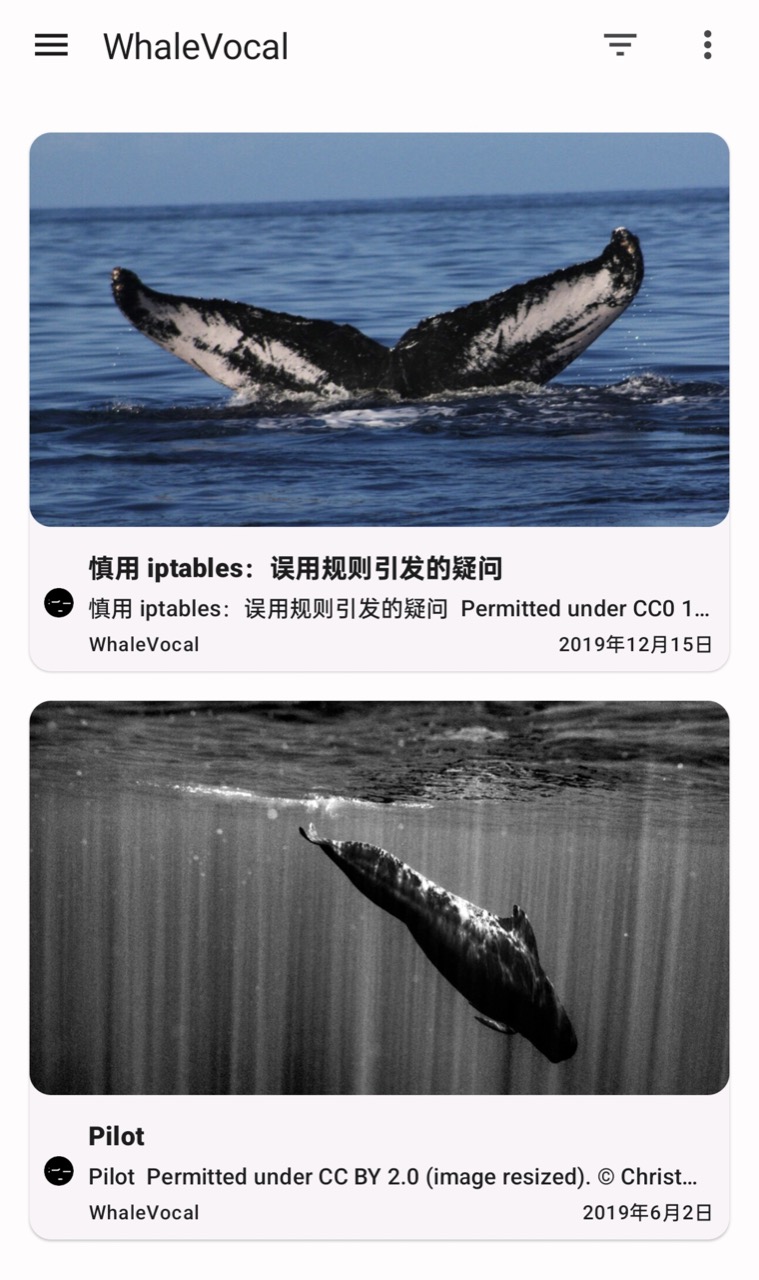 WhaleVocal
慎用 iptables：误用规则引发的疑问
慎用 iptables：误用规则引发的疑问 Permitted under CC0 1...
WhaleVocal 2019年12月15日
Pilot
Pilot Permitted under CC BY 2.0 (image resized). © Christ...
WhaleVocal 2019年6月2日